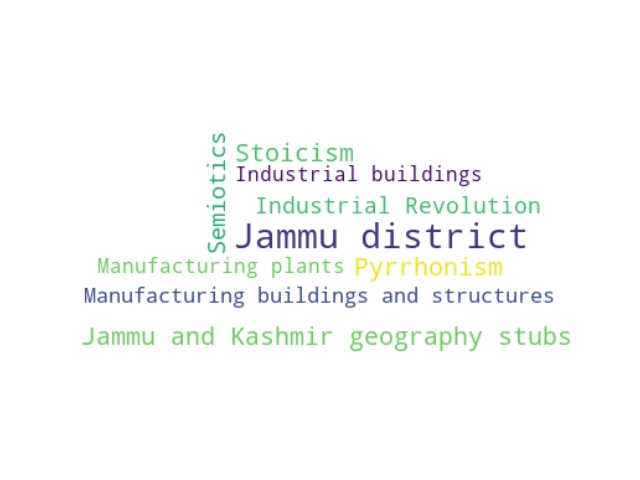 Semiotics
Stoicism
Industrial buildings
Industrial Revolution
Jammu district
Manufacturing plants
Pyrrhonism
Manufacturing buildings and structures
Jammu and Kashmir geography stubs